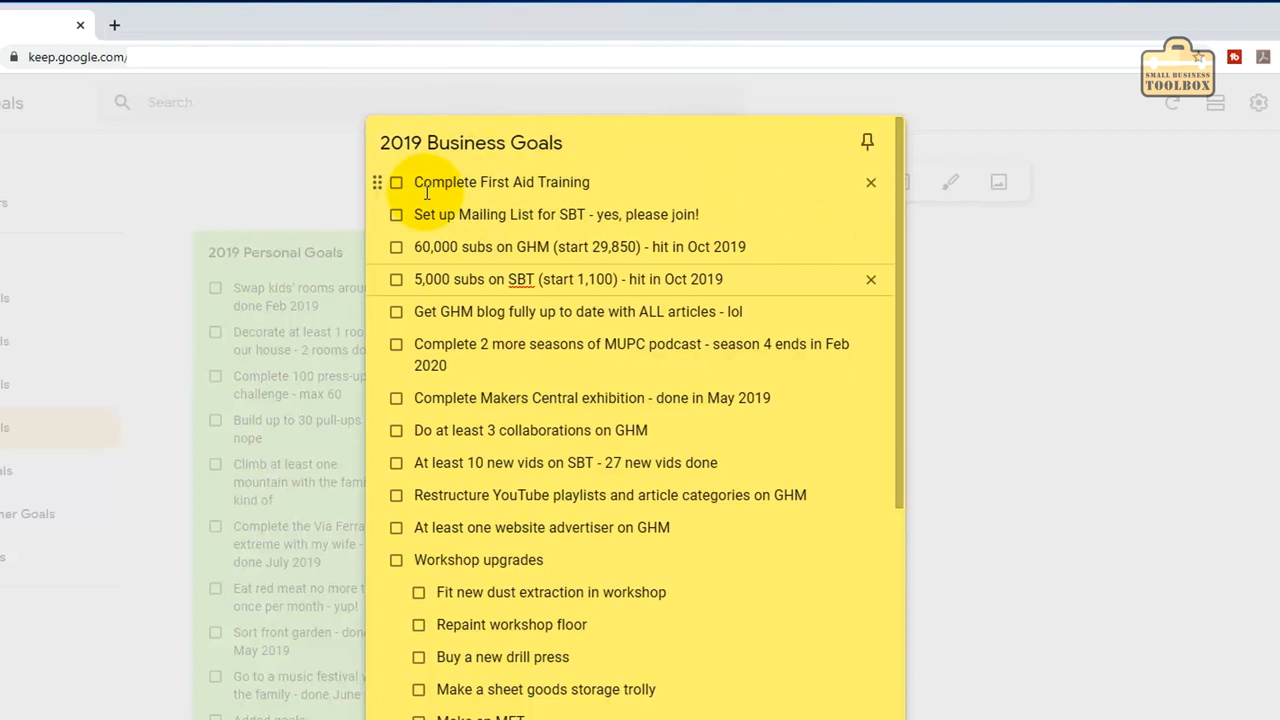 keep.google.com/
SMALL BUSINESS
TOOLBOX
oals
Search
2019 Business Goals
Complete First Aid Training
Set up Mailing List for SBT - yes, please join!
60,000 subs on GHM (start 29,850) - hit in Oct 2019
5,000 subs on SBT (start 1,100) - hit in Oct 2019
Get GHM blog fully up to date with ALL articles - lol
Complete 2 more seasons of MUPC podcast - season 4 ends in Feb
2020
Complete Makers Central exhibition - done in May 2019
Do at least 3 collaborations on GHM
At least 10 new vids on SBT - 27 new vids done
Restructure YouTube playlists and article categories on GHM
At least one website advertiser on GHM
Workshop upgrades
Fit new dust extraction in workshop
Repaint workshop floor
Buy a new drill press
Make a sheet goods storage trolly
2019 Personal Goals
Swap kids' rooms arou
done Feb 2019
Decorate at least 1 roo
our house - 2 rooms do
Complete 100 press-up
challenge - max 60
Build up to 30 pull-ups
nope
Climb at least one
mountain with the fami
kind of
Complete the Via Ferra
extreme with my wife -
done July 2019
Eat red meat no more t
once per month - yup!
Sort front garden - don
May 2019
Go to a music festival
the family - done June
Added goals
rs
ls
ls
ls
ls
als
ner Goals
s